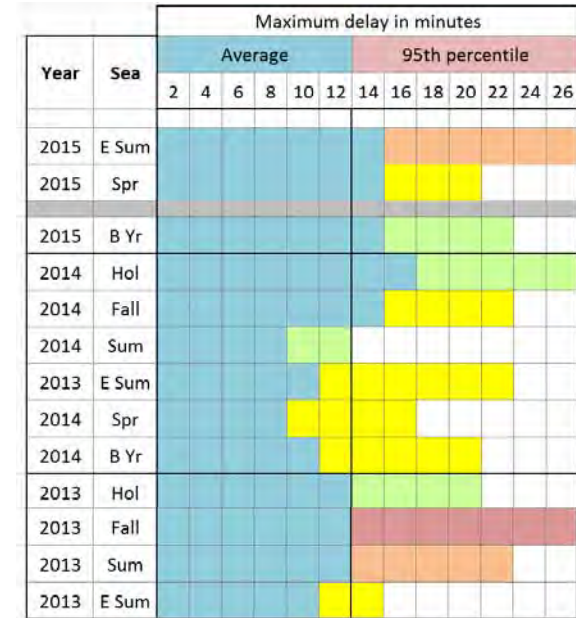 Maximum delay in minutes
Year Sea Average 95th percentile
2 4 6 8 10 12 14 16 18 20 24 26
2015 E Sum
2015 Spr
2015 B Yr
2014 Hol
2014 Fall
2014 Sum
2013 E Sum
2014 Spr
2014 B Yr
2013 Hol
2013 Fall
2013 Sum
2013 E Sum